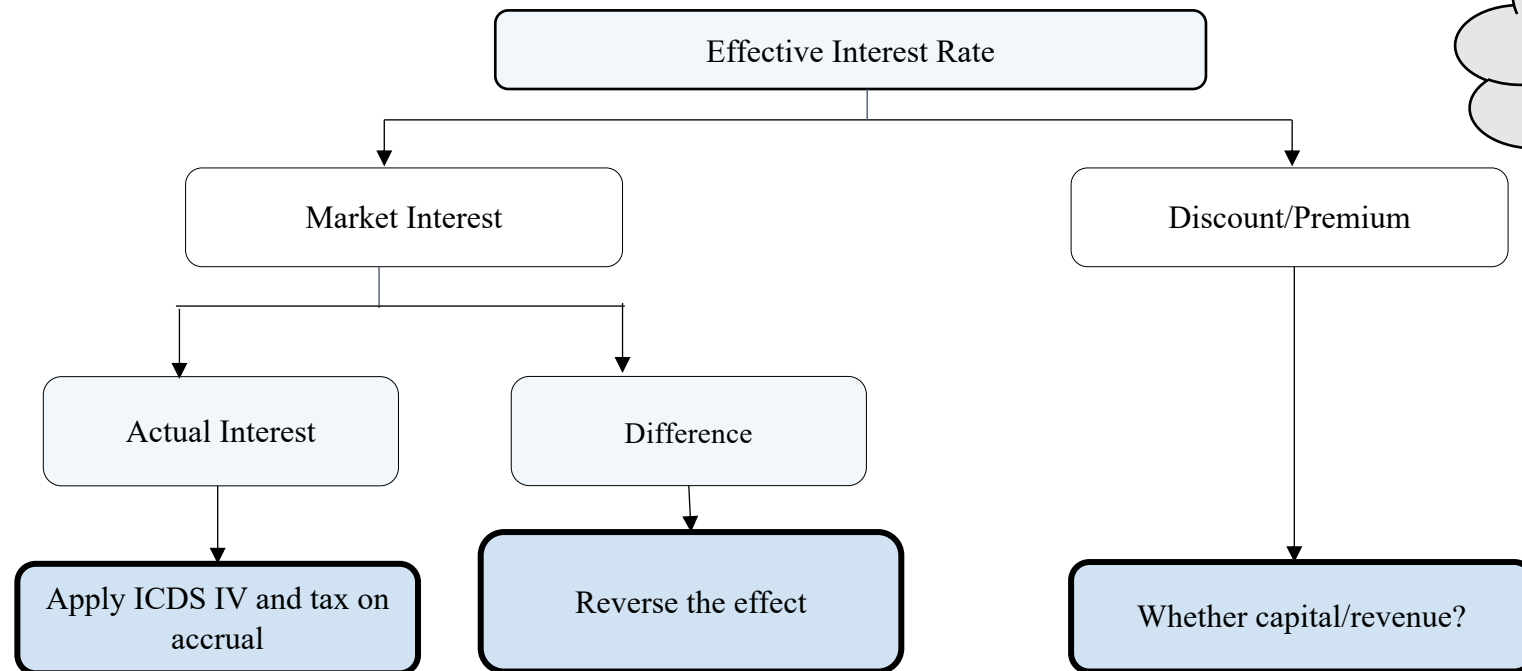 Effective Interest Rate
Market Interest
Discount/Premium
Actual Interest
Difference
Apply ICDS IV and tax on
accrual
Reverse the effect
Whether capital/revenue?